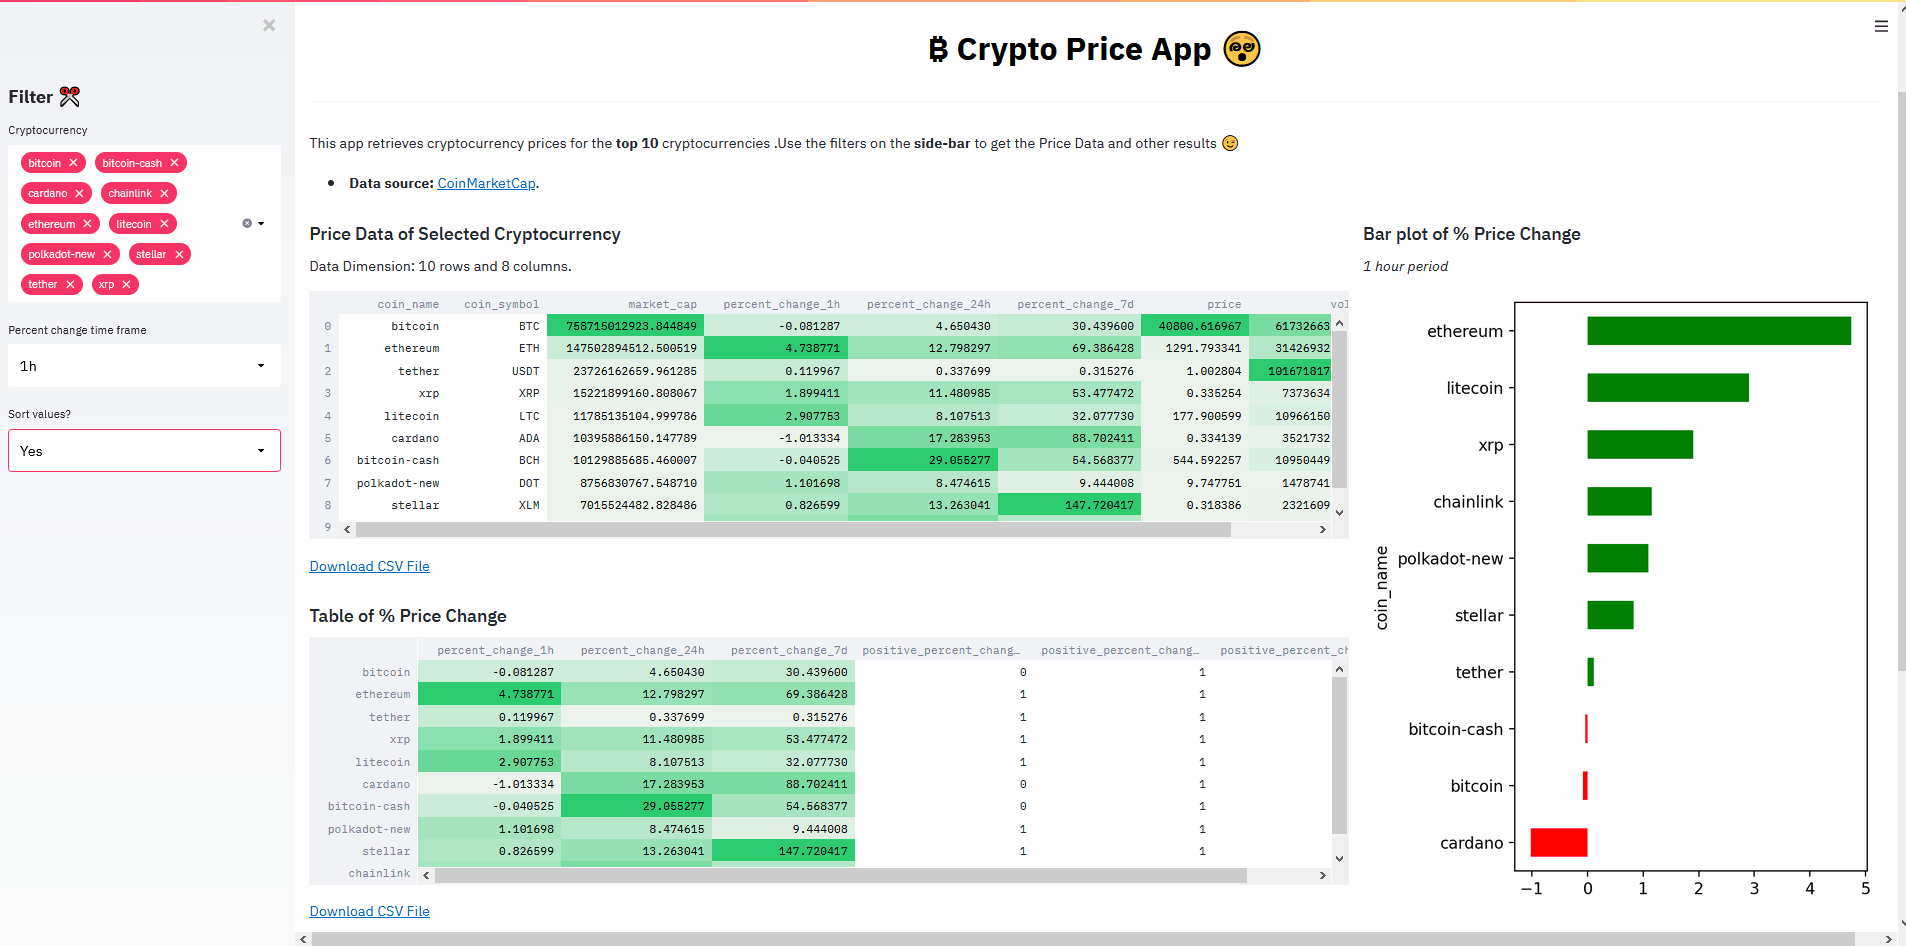 ₿ Crypto Price App
Filter
Cryptocurrency
bitcoin bitcoin-cash
cardano chainlink
ethereum litecoin
polkadot-new stellar
tether xrp
Percent change time frame
1h
Sort values?
Yes
This app retrieves cryptocurrency prices for the top 10 cryptocurrencies .Use the filters on the side-bar to get the Price Data and other results
Data source: CoinMarketCap.
Price Data of Selected Cryptocurrency
Data Dimension: 10 rows and 8 columns.
coin_name coin_symbol market_cap percent_change_1h percent_change_24h percent_change_7d price vol
0 bitcoin BTC 758715012923.844849 -0.081287 4.650430 30.439600 40800.616967 61732663
1 ethereum ETH 147502894512.500519 4.738771 12.798297 69.386428 1291.793341 31426932
2 tether USDT 23726162659.961285 0.119967 0.337699 0.315276 1.002804 101671817
3 xrp XRP 15221899160.808067 1.899411 11.480985 53.477472 0.335254 7373634
4 litecoin LTC 11785135104.999786 2.907753 8.107513 32.077730 177.900599 10966150
5 cardano ADA 10395886150.147789 -1.013334 17.283953 88.702411 0.334139 3521732
6 bitcoin-cash BCH 10129885685.460007 -0.040525 29.055277 54.568377 544.592257 10950449
7 polkadot-new DOT 8756830767.548710 1.101698 8.474615 9.444008 9.747751 1478741
8 stellar XLM 7015524482.828486 0.826599 13.263041 147.720417 0.318386 2321609
9
Download CSV File
Table of % Price Change
percent_change_1h percent_change_24h percent_change_7d positive_percent_chang… positive_percent_chang… positive_percent_ch
bitcoin -0.081287 4.650430 30.439600 0 1
ethereum 4.738771 12.798297 69.386428 1 1
tether 0.119967 0.337699 0.315276 1 1
xrp 1.899411 11.480985 53.477472 1 1
litecoin 2.907753 8.107513 32.077730 1 1
cardano -1.013334 17.283953 88.702411 0 1
bitcoin-cash -0.040525 29.055277 54.568377 0 1
polkadot-new 1.101698 8.474615 9.444008 1 1
stellar 0.826599 13.263041 147.720417 1 1
chainlink
Download CSV File
Bar plot of % Price Change
1 hour period
coin_name
ethereum
litecoin
xrp
chainlink
polkadot-new
stellar
tether
bitcoin-cash
bitcoin
cardano
−1 0 1 2 3 4 5